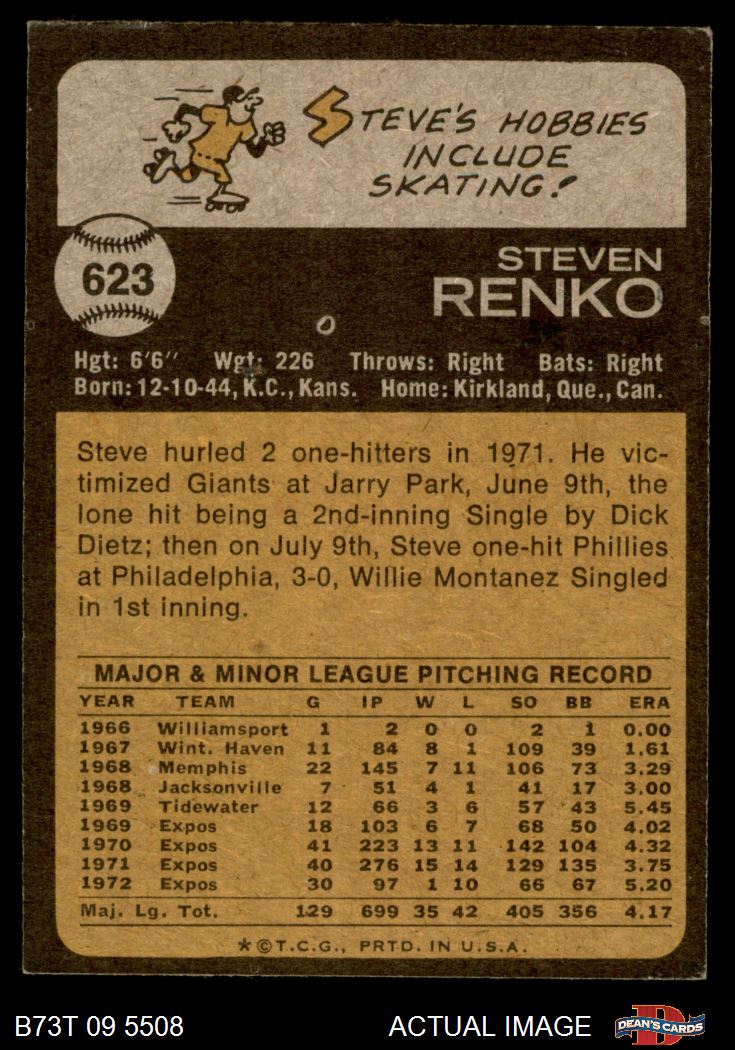 STEVE'S HOBBIES
INCLUDE
SKATING!
623
STEVEN
RENKO
Hgt: 6'6" Wgt: 226 Throws: Right Bats: Right
Born: 12-10-44, K.C., Kans. Home: Kirkland, Que., Can.
Steve hurled 2 one-hitters in 1971. He vic-
timized Giants at Jarry Park, June 9th, the
lone hit being a 2nd-inning Single by Dick
Dietz; then on July 9th, Steve one-hit Phillies
at Philadelphia, 3-0, Willie Montanez Singled
in 1st inning.
MAJOR & MINOR LEAGUE PITCHING RECORD
YEAR TEAM G IP W L SO BB ERA
1966 Williamsport 1 2 0 0 2 1 0.00
1967 Wint. Haven 11 84 8 1 109 39 1.61
1968 Memphis 22 145 7 11 106 73 3.29
1968 Jacksonville 7 51 4 1 41 17 3.00
1969 Tidewater 12 66 3 6 57 43 5.45
1969 Expos 18 103 6 7 68 50 4.02
1970 Expos 41 223 13 11 142 104 4.32
1971 Expos 40 276 15 14 129 135 3.75
1972 Expos 30 97 1 10 66 67 5.20
Maj. Lg. Tot. 129 699 35 42 405 356 4.17
*©T.C.G., PRTD. IN U.S.A.
B73T 09 5508 ACTUAL IMAGE DEAN'S CARDS